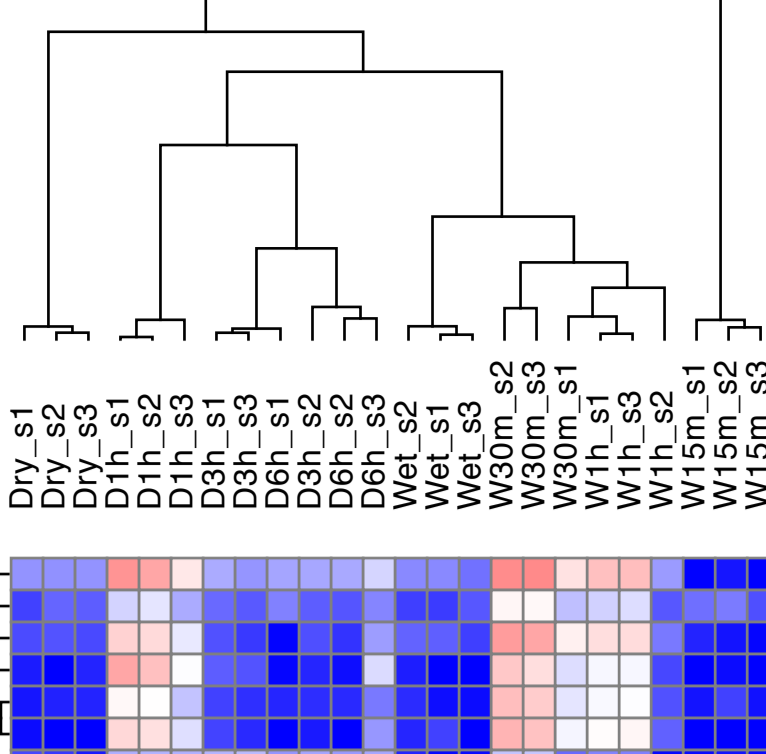 Dry_s1
Dry_s2
Dry_s3
D1h_s1
D1h_s2
D1h_s3
D3h_s1
D3h_s3
D6h_s1
D3h_s2
D6h_s2
D6h_s3
Wet_s2
Wet_s1
Wet_s3
W30m_s2
W30m_s3
W30m_s1
W1h_s1
W1h_s3
W1h_s2
W15m_s1
W15m_s2
W15m_s3